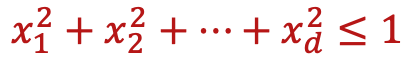 x₁² + x₂² + ⋯ + x_d² ≤ 1